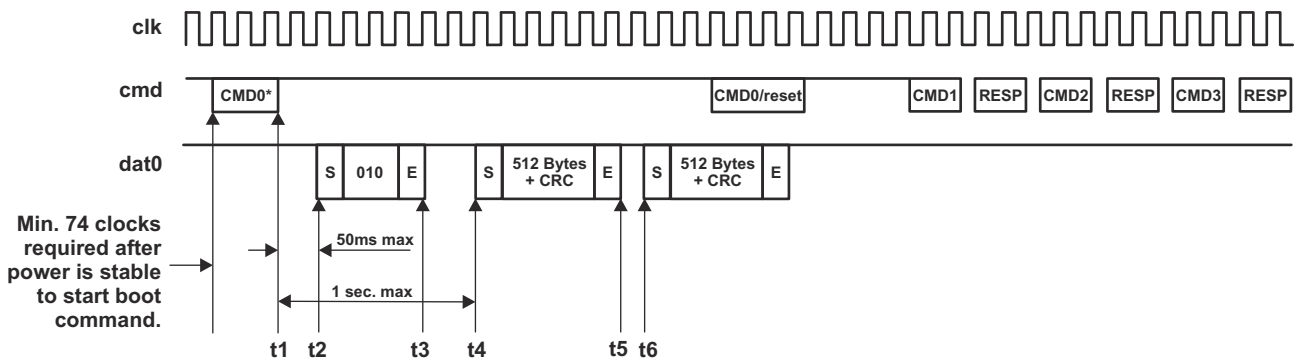 clk
cmd
CMD0*
CMD0/reset
CMD1
RESP
CMD2
RESP
CMD3
RESP
dat0
S
010
E
S
512 Bytes
+ CRC
E
S
512 Bytes
+ CRC
E
Min. 74 clocks
required after
power is stable
to start boot
command.
50ms max
1 sec. max
t1
t2
t3
t4
t5
t6